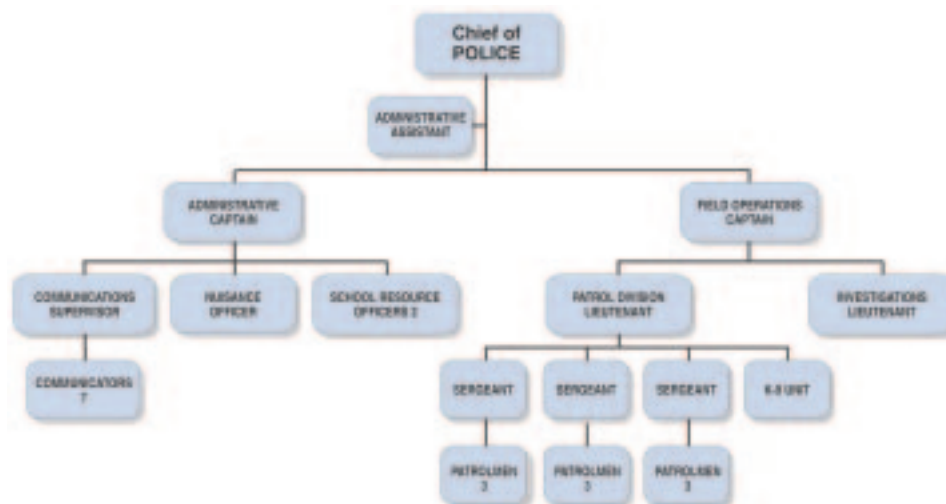 Chief of
POLICE
ADMINISTRATIVE
ASSISTANT
ADMINISTRATIVE
CAPTAIN
FIELD OPERATIONS
CAPTAIN
COMMUNICATIONS
SUPERVISOR
NUISANCE
OFFICER
SCHOOL RESOURCE
OFFICERS 2
PATROL DIVISION
LIEUTENANT
INVESTIGATIONS
LIEUTENANT
COMMUNICATORS
7
SERGEANT
SERGEANT
SERGEANT
K-9 UNIT
PATROLMEN
3
PATROLMEN
3
PATROLMEN
3